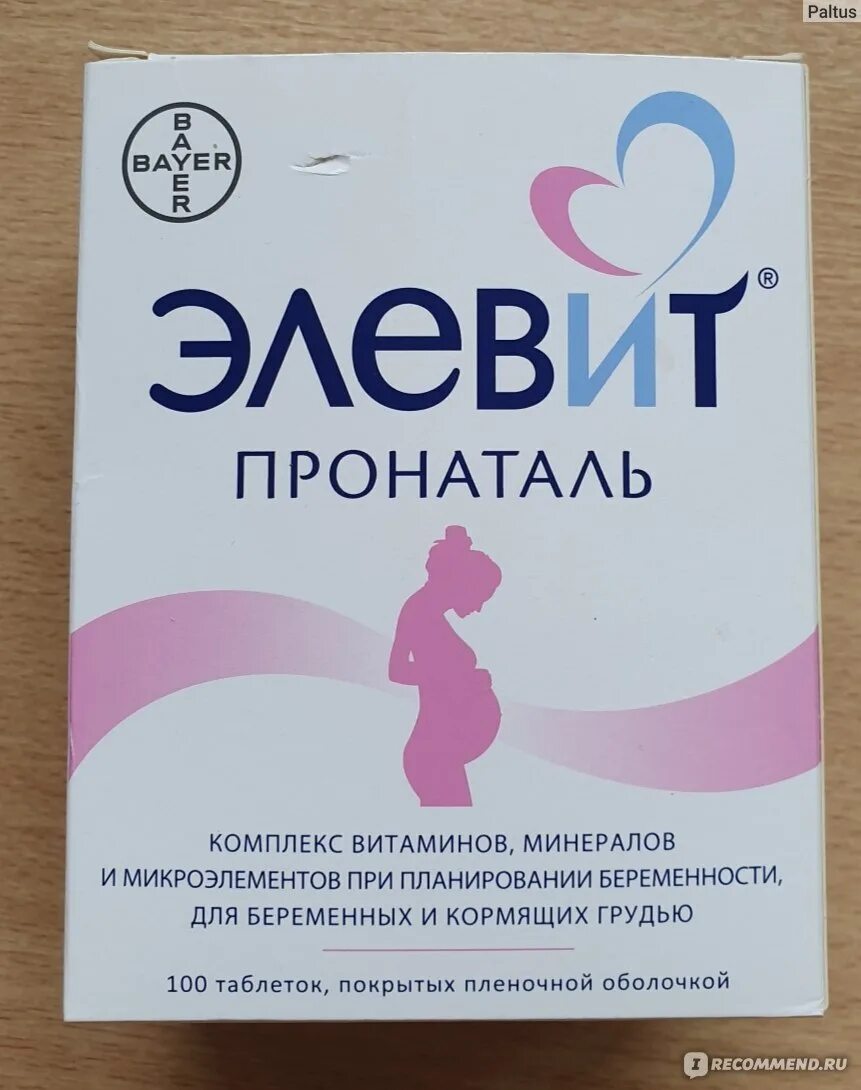 Paltus
BAYER
BAYER
ЭЛЕВИТ®
ПРОНАТАЛЬ
КОМПЛЕКС ВИТАМИНОВ, МИНЕРАЛОВ
И МИКРОЭЛЕМЕНТОВ ПРИ ПЛАНИРОВАНИИ БЕРЕМЕННОСТИ,
ДЛЯ БЕРЕМЕННЫХ И КОРМЯЩИХ ГРУДЬЮ
100 таблеток, покрытых пленочной оболочкой
IRECOMMEND.RU